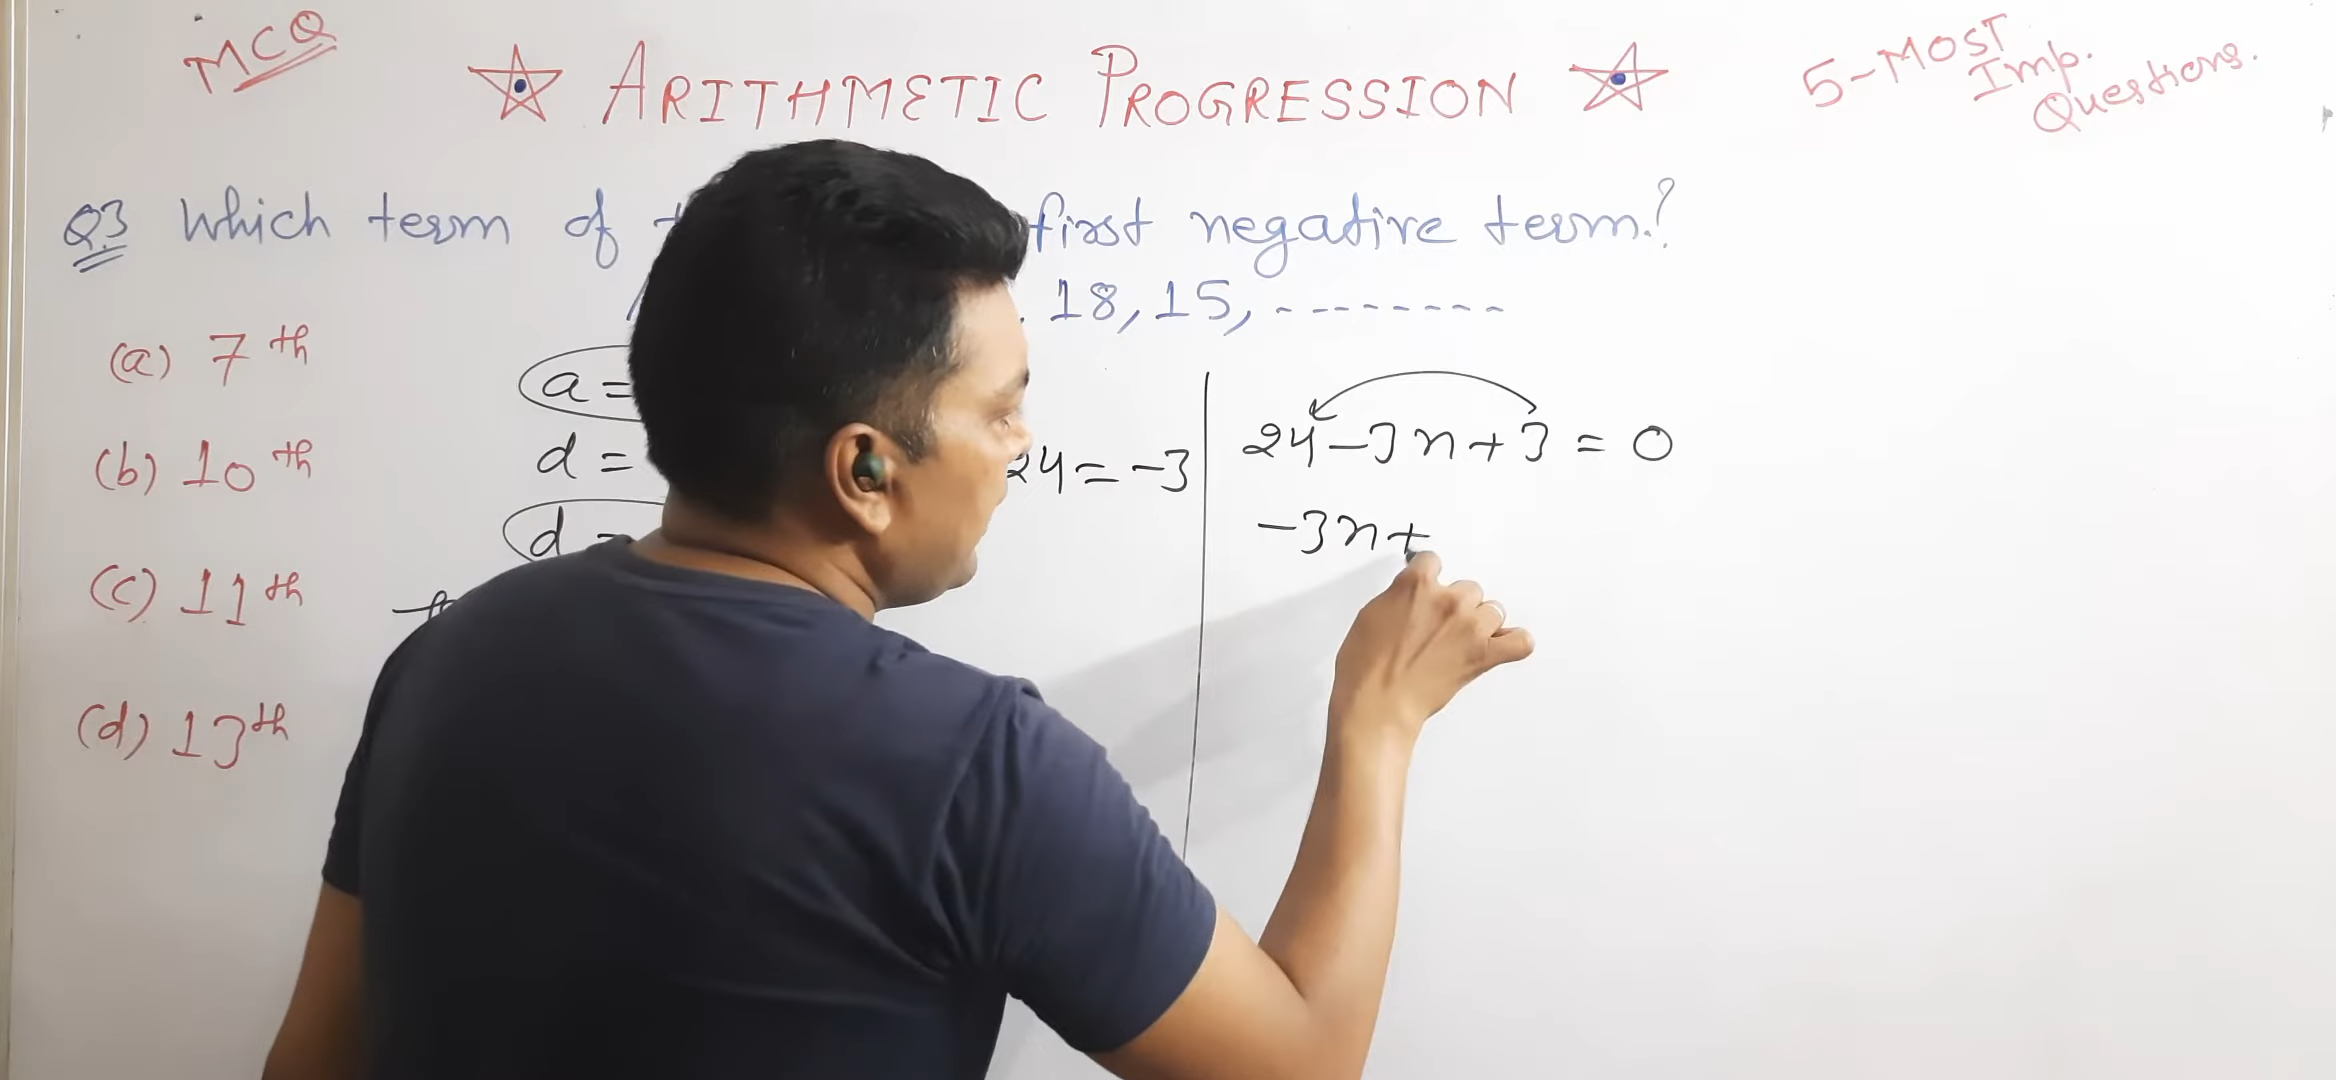 MCQ
ARITHMETIC PROGRESSION
5-MOST
Imp.
Questions.
Q3 Which term of first negative term.?
18, 15, --------
(a) 7th
(b) 10th
(c) 11th
(d) 13th
a =
d = 24 = -3
d =
24 - 3n + 3 = 0
-3n +